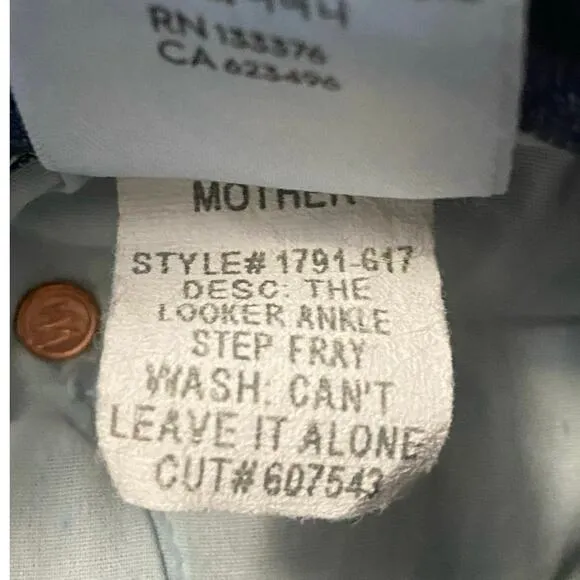 RN 133376
CA 623496
MOTHER
STYLE# 1791-617
DESC: THE
LOOKER ANKLE
STEP FRAY
WASH: CAN'T
LEAVE IT ALONE
CUT# 607543